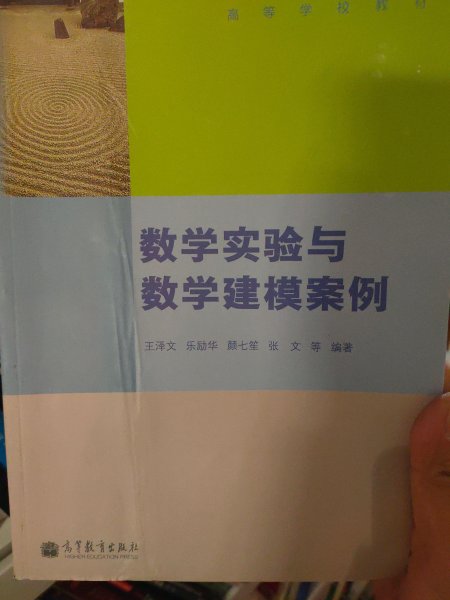 高等学校教材
数学实验与
数学建模案例
王泽文 乐励华 颜七笙 张 文 等 编著
高等教育出版社
HIGHER EDUCATION PRESS